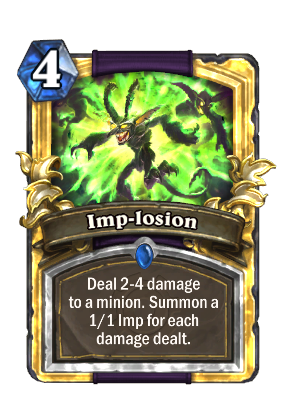 4
Imp-losion
Deal 2-4 damage
to a minion. Summon a
1/1 Imp for each
damage dealt.